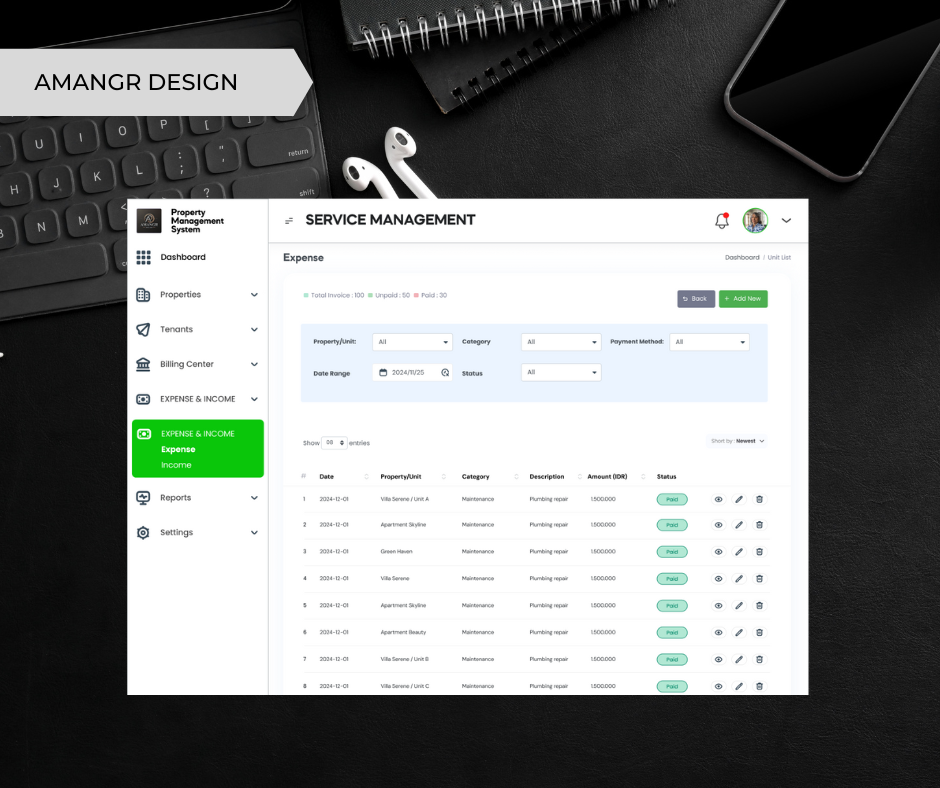 AMANGR DESIGN
U I O P [ ]
return
H J K L ; : ' "
shift
B N M < ?
AMANGR
Property
Management
System
SERVICE MANAGEMENT
Dashboard
Properties
Tenants
Billing Center
EXPENSE & INCOME
EXPENSE & INCOME
Expense
Income
Reports
Settings
Expense
Dashboard | Unit List
Total Invoice : 100 Unpaid : 50 Paid : 30
Back
+ Add New
Property/Unit: All Category All Payment Method: All
Date Range 2024/11/25 Status All
Show 08 entries
Short by : Newest
# Date Property/Unit Category Description Amount (IDR) Status
1 2024-12-01 Villa Serene / Unit A Maintenance Plumbing repair 1.500.000 Paid
2 2024-12-01 Apartment Skyline Maintenance Plumbing repair 1.500.000 Paid
3 2024-12-01 Green Haven Maintenance Plumbing repair 1.500.000 Paid
4 2024-12-01 Villa Serene Maintenance Plumbing repair 1.500.000 Paid
5 2024-12-01 Apartment Skyline Maintenance Plumbing repair 1.500.000 Paid
6 2024-12-01 Apartment Beauty Maintenance Plumbing repair 1.500.000 Paid
7 2024-12-01 Villa Serene / Unit B Maintenance Plumbing repair 1.500.000 Paid
8 2024-12-01 Villa Serene / Unit C Maintenance Plumbing repair 1.500.000 Paid